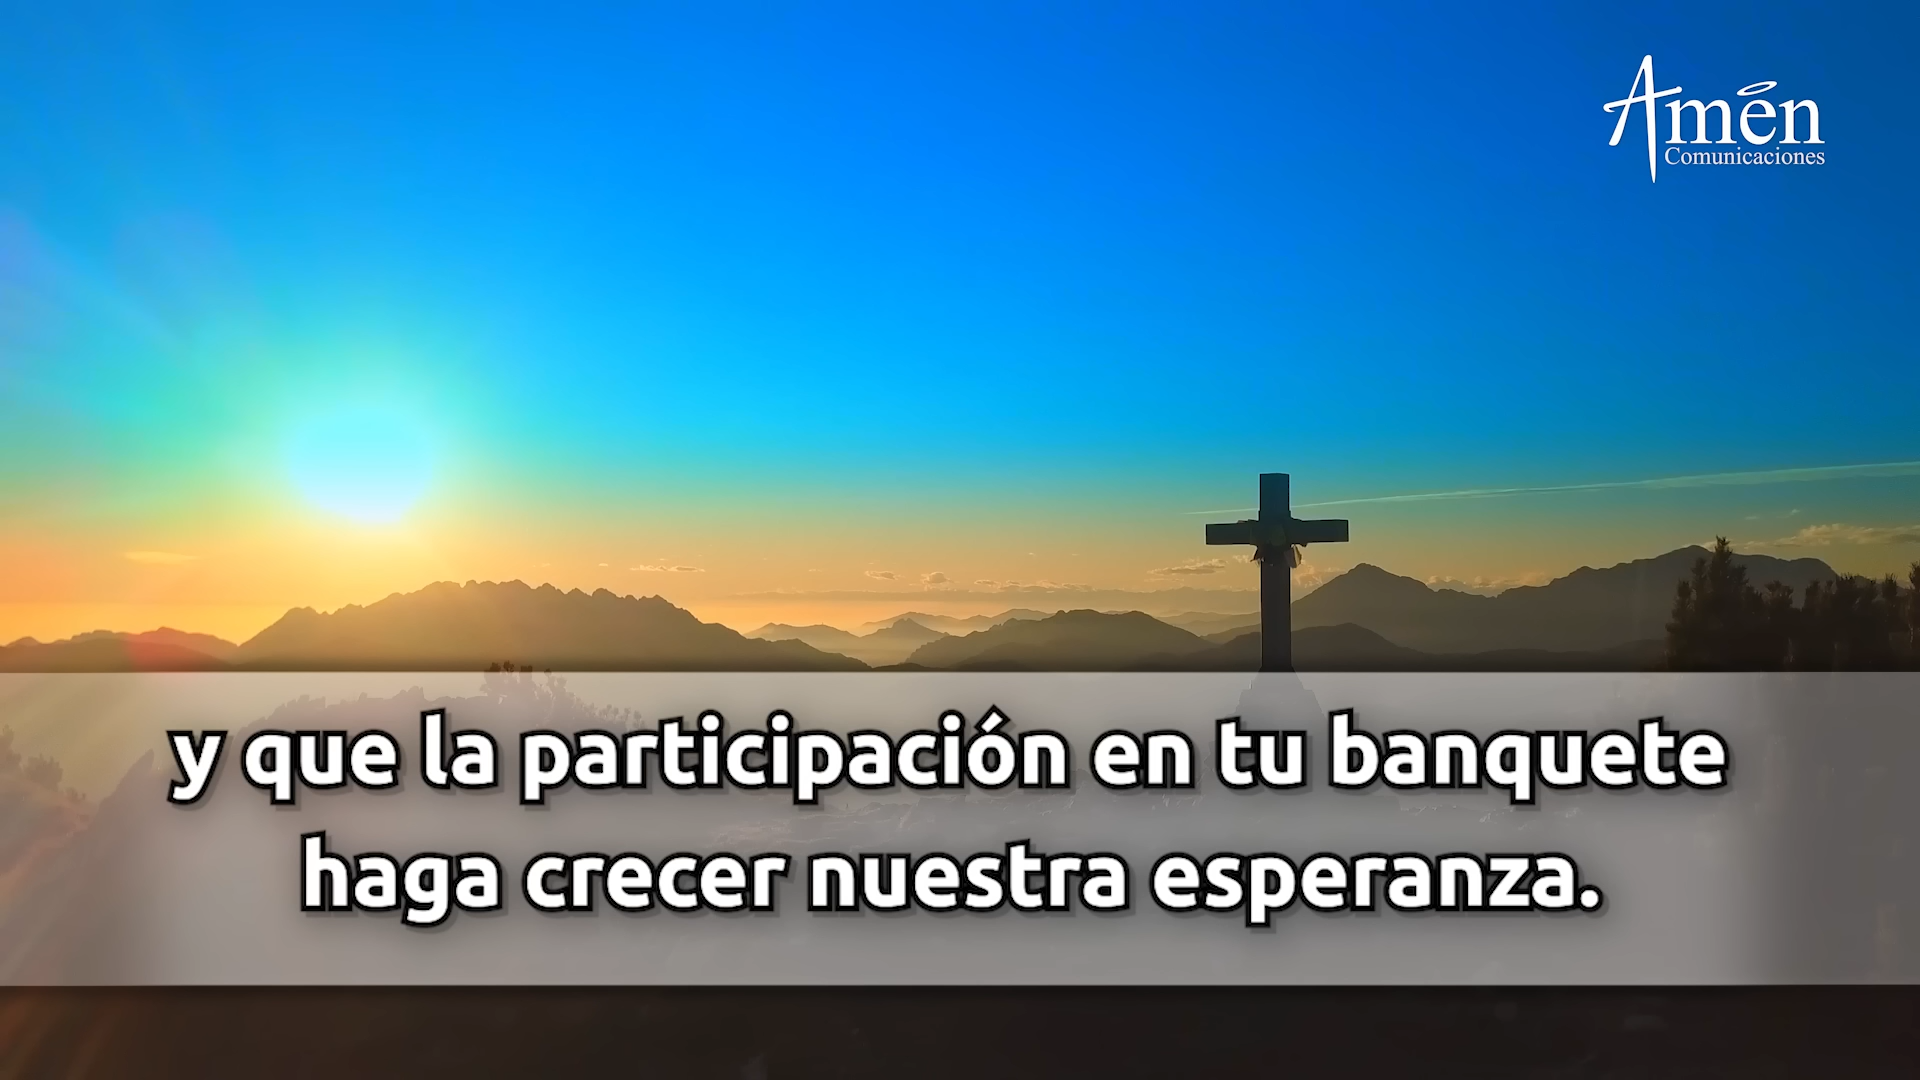 Amén
Comunicaciones
y que la participación en tu banquete
haga crecer nuestra esperanza.